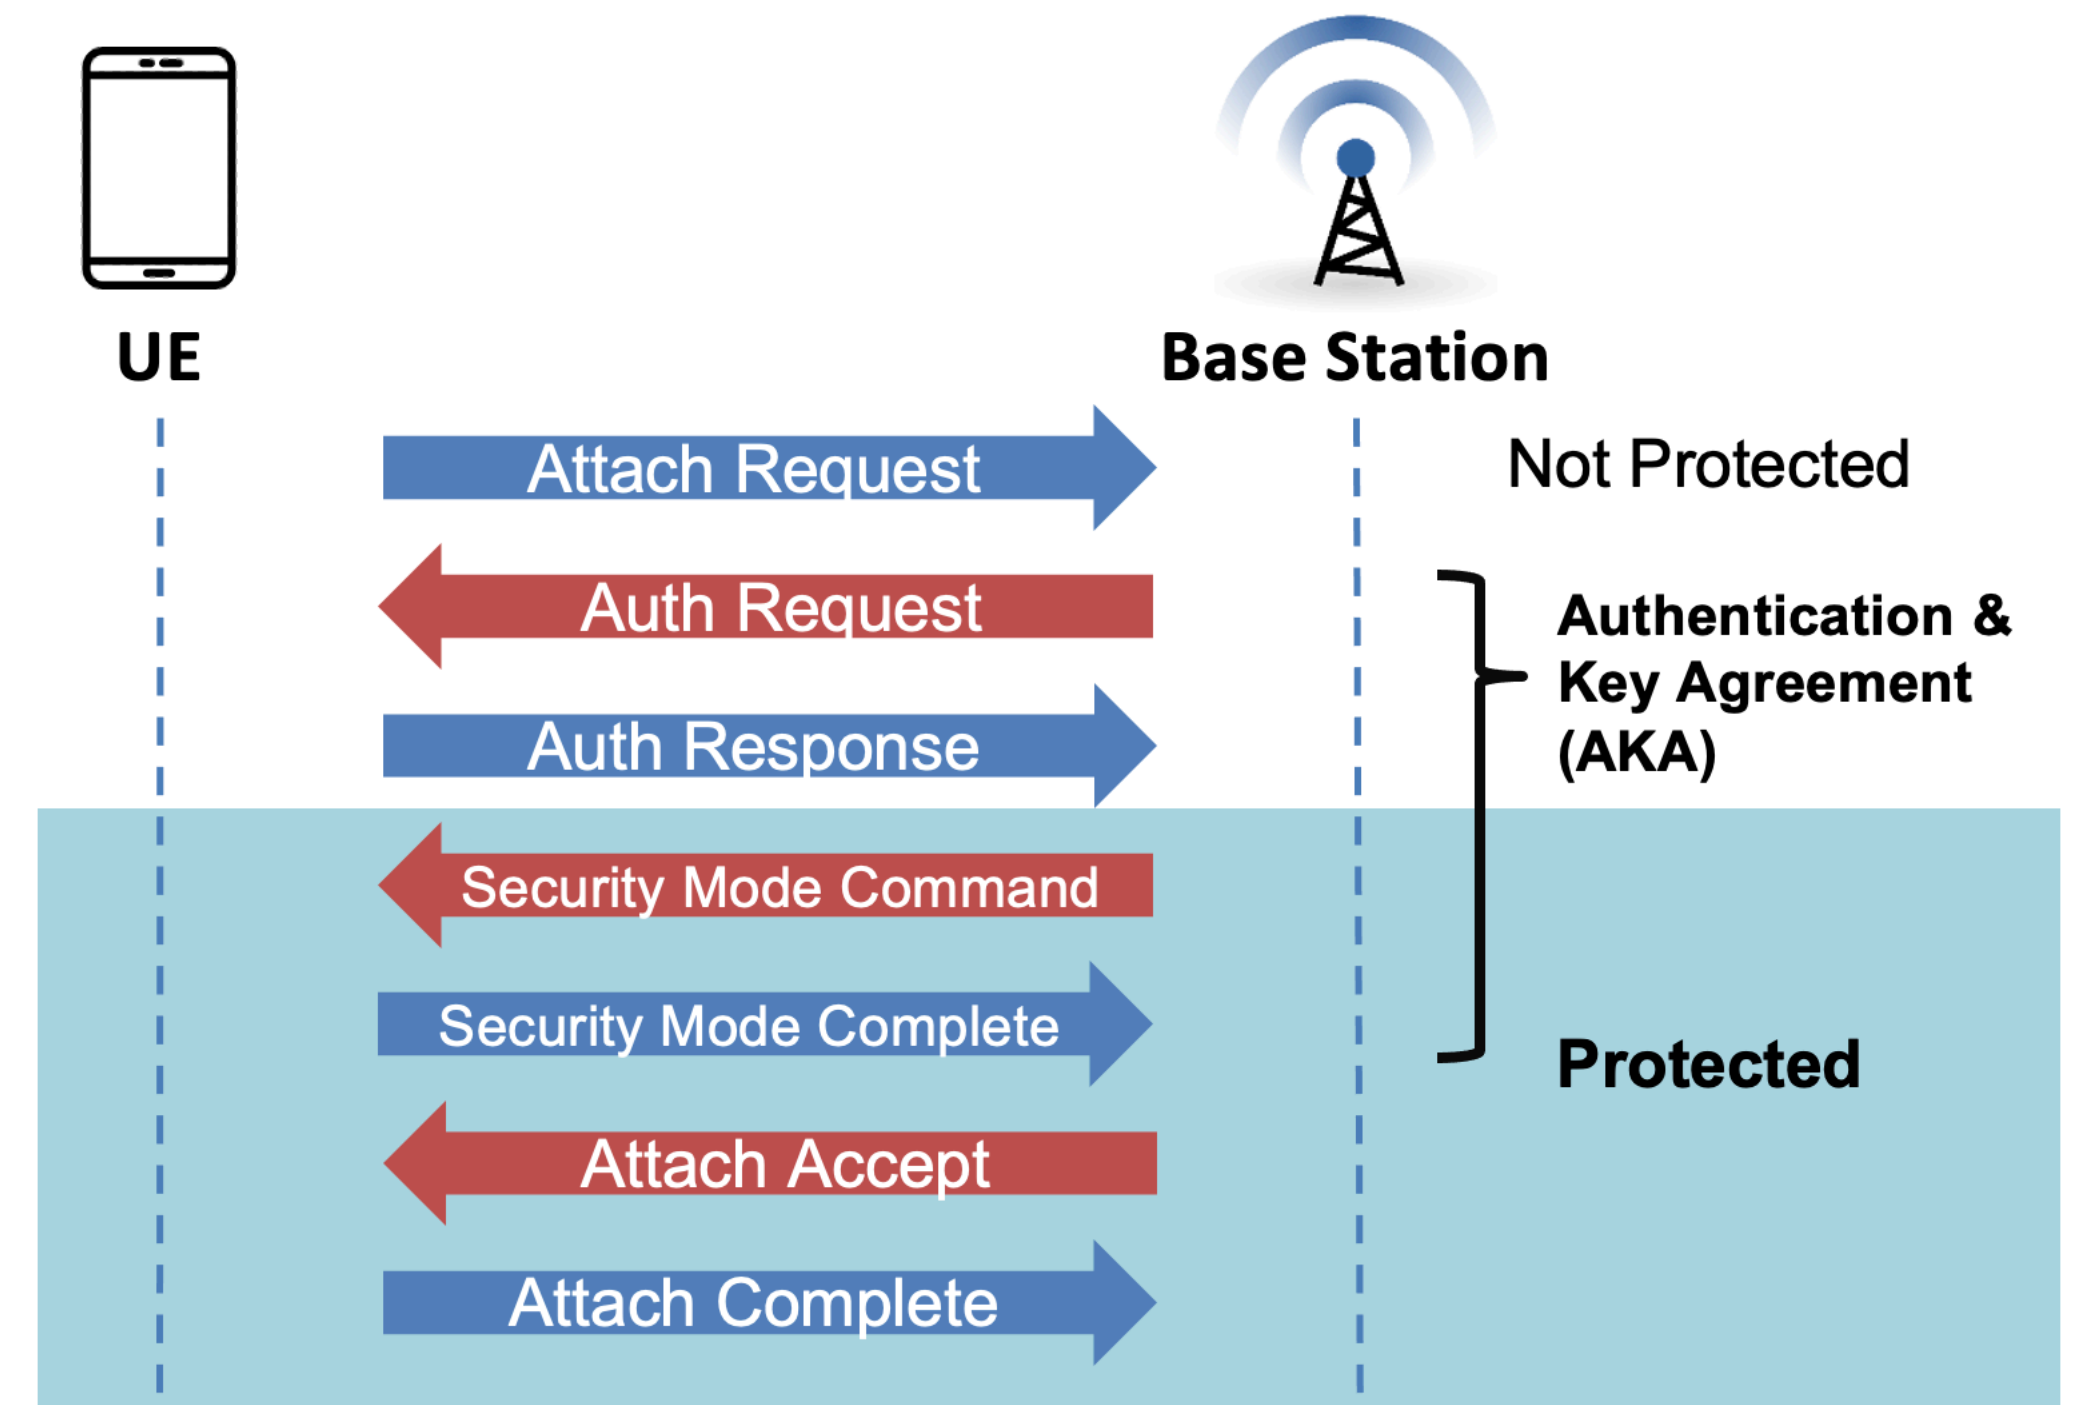 UE
Base Station
Attach Request
Not Protected
Auth Request
Authentication &
Key Agreement
(AKA)
Auth Response
Security Mode Command
Security Mode Complete
Protected
Attach Accept
Attach Complete